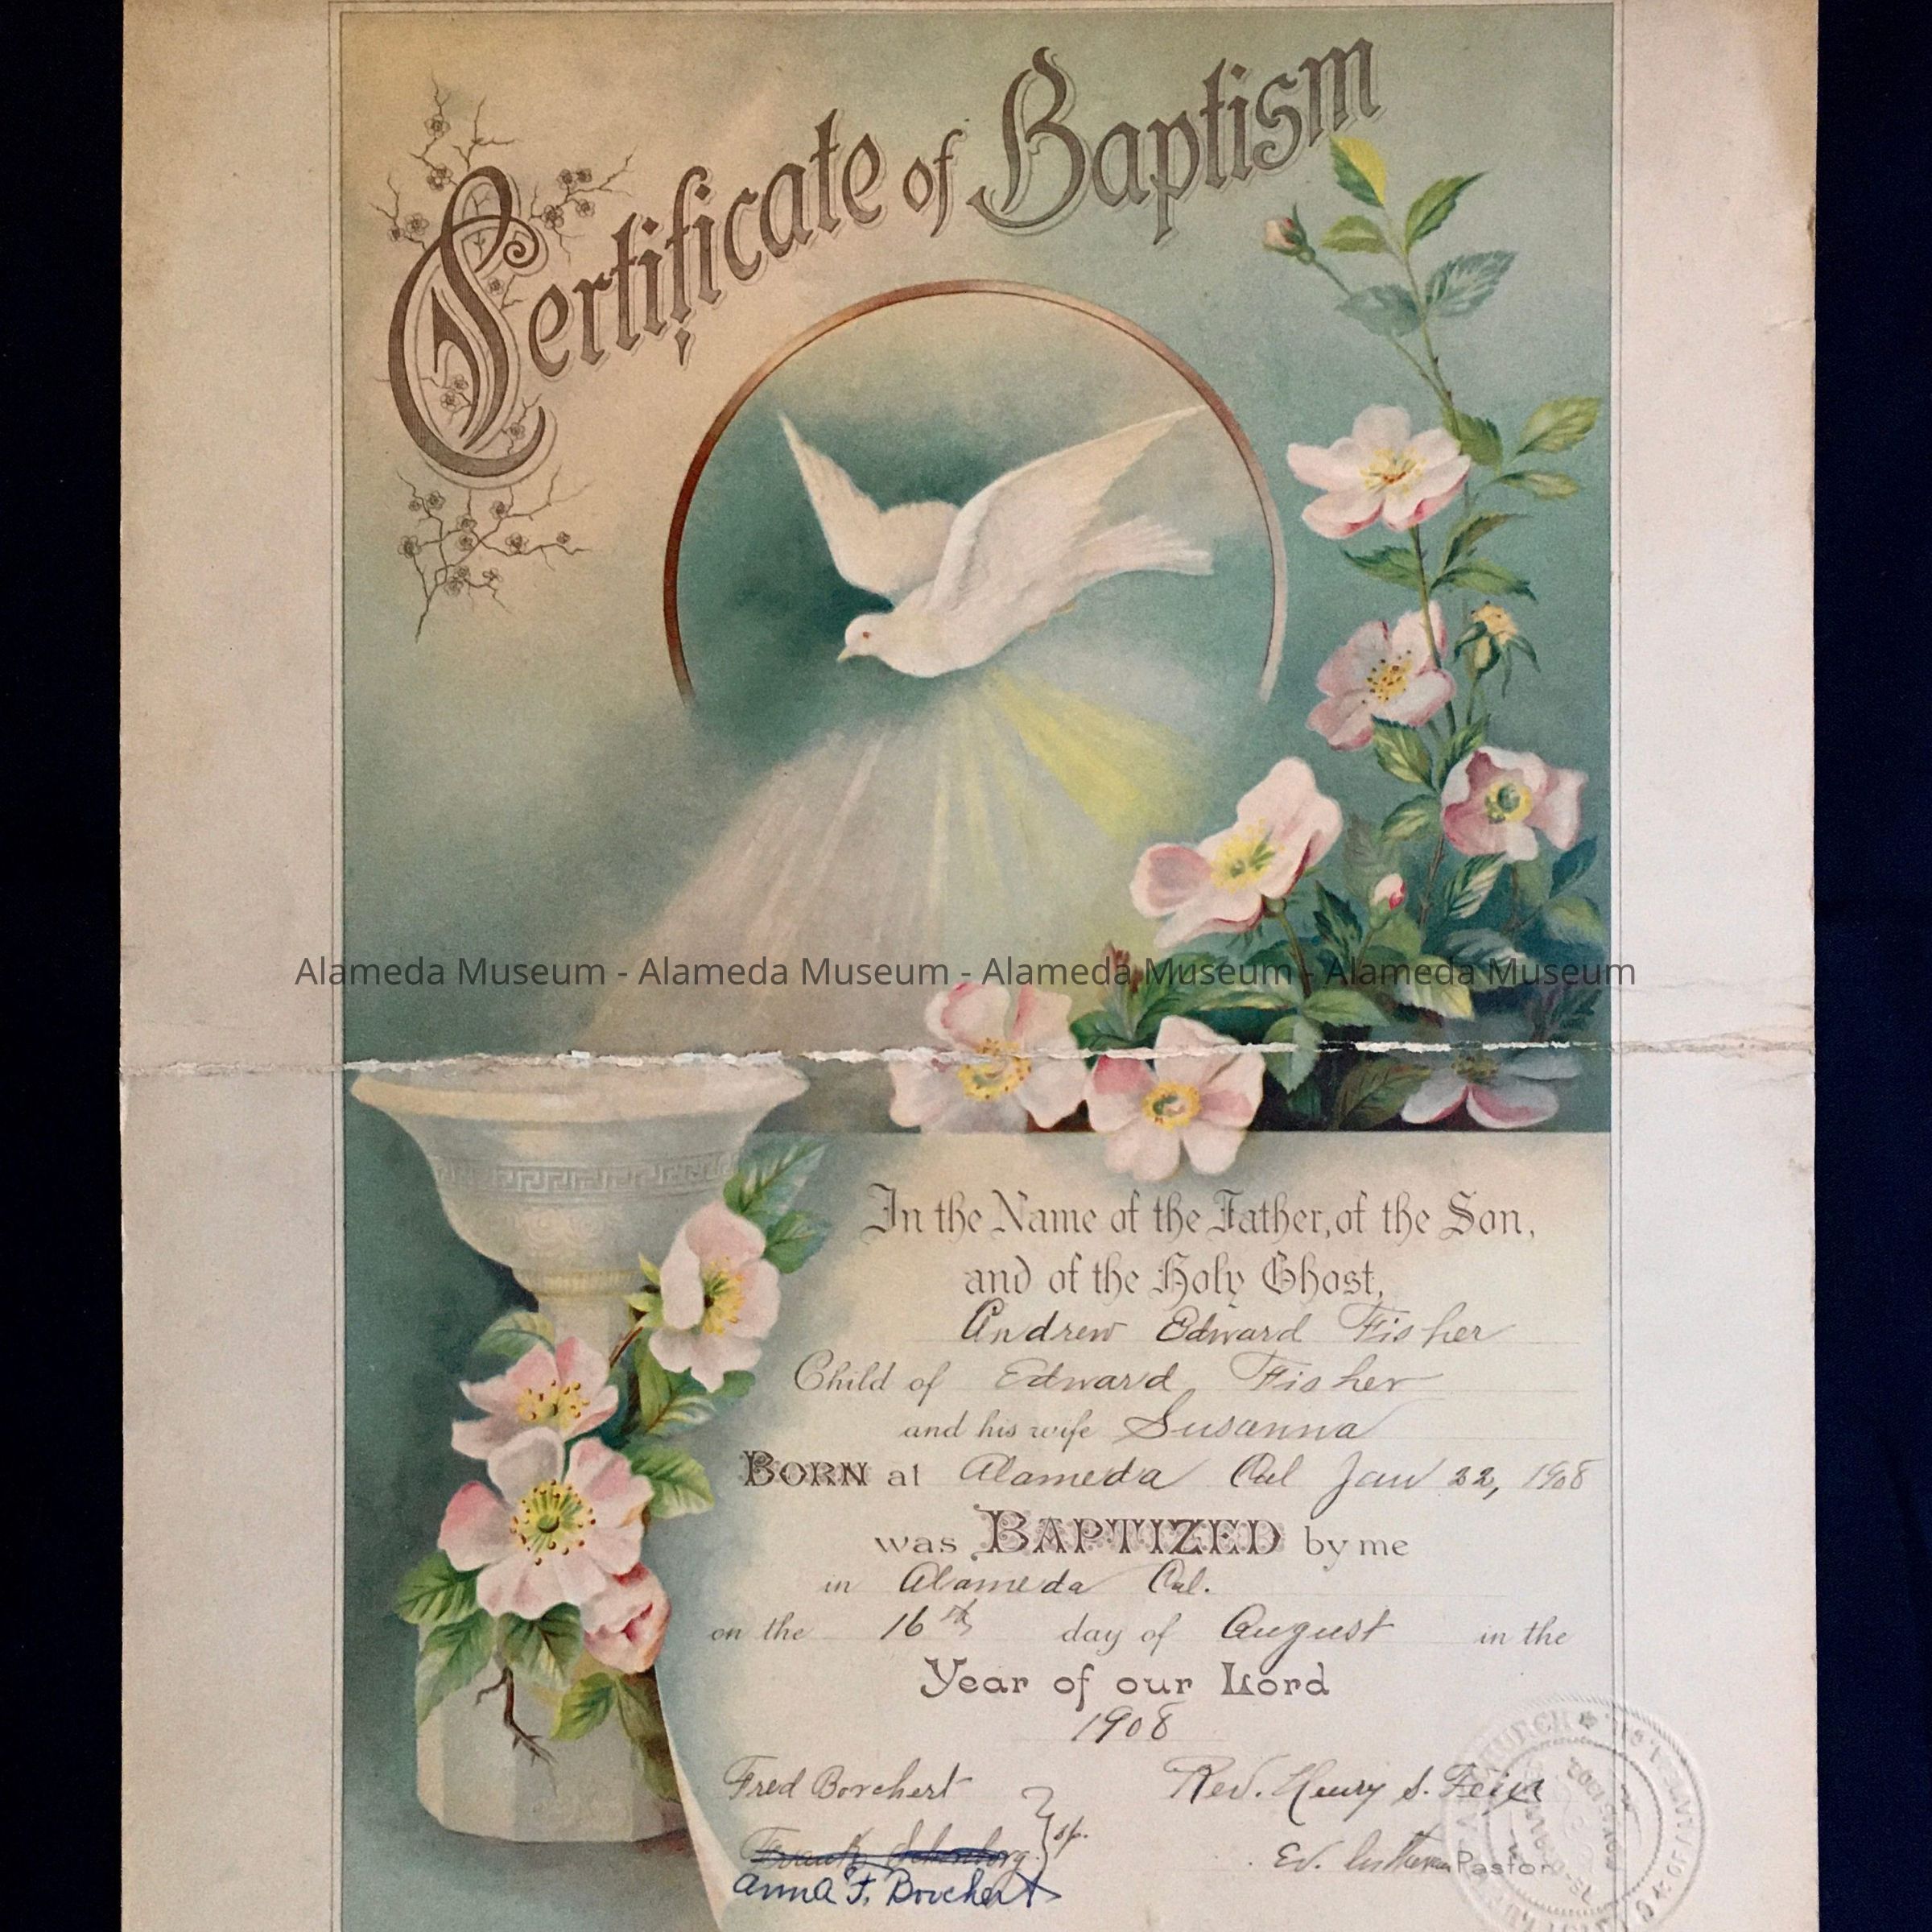 Certificate of Baptism
Alameda Museum - Alameda Museum - Alameda Museum - Alameda Museum
In the Name of the Father, of the Son,
and of the Holy Ghost,
Andrew Edward Fisher
Child of Edward Fisher
and his wife Susanna
BORN at Alameda Cal Jan 22, 1908
was BAPTIZED by me
in Alameda Cal.
on the 16th day of August in the
Year of our Lord
1908
Fred Borchert
Rev. Henry S.
sp.
Ev. Lutheran Pastor
Anna F. Borchert
CHURCH